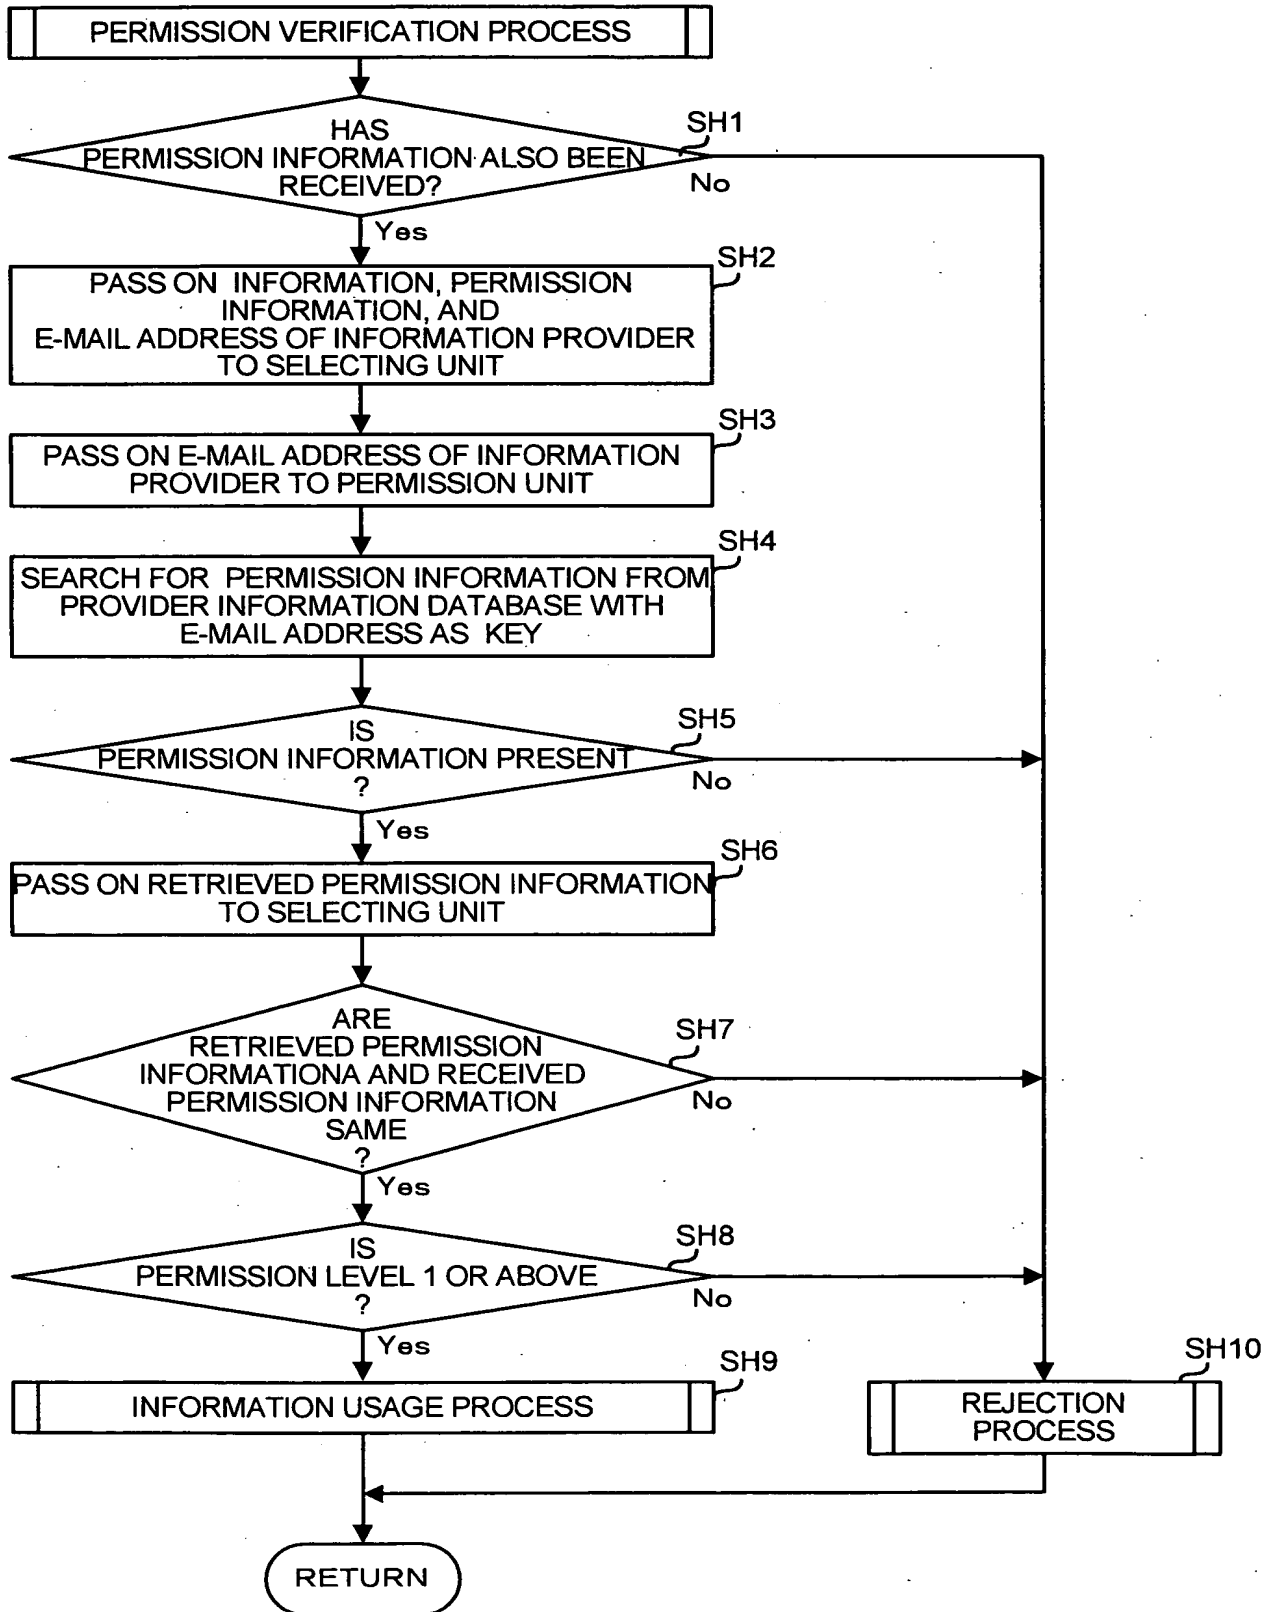 PERMISSION VERIFICATION PROCESS
HAS
PERMISSION INFORMATION ALSO BEEN
RECEIVED?
SH1
No
Yes
SH2
PASS ON INFORMATION, PERMISSION
INFORMATION, AND
E-MAIL ADDRESS OF INFORMATION PROVIDER
TO SELECTING UNIT
SH3
PASS ON E-MAIL ADDRESS OF INFORMATION
PROVIDER TO PERMISSION UNIT
SH4
SEARCH FOR PERMISSION INFORMATION FROM
PROVIDER INFORMATION DATABASE WITH
E-MAIL ADDRESS AS KEY
IS
PERMISSION INFORMATION PRESENT
?
SH5
No
Yes
SH6
PASS ON RETRIEVED PERMISSION INFORMATION
TO SELECTING UNIT
ARE
RETRIEVED PERMISSION
INFORMATIONA AND RECEIVED
PERMISSION INFORMATION
SAME
?
SH7
No
Yes
IS
PERMISSION LEVEL 1 OR ABOVE
?
SH8
No
Yes
SH9
INFORMATION USAGE PROCESS
SH10
REJECTION
PROCESS
RETURN